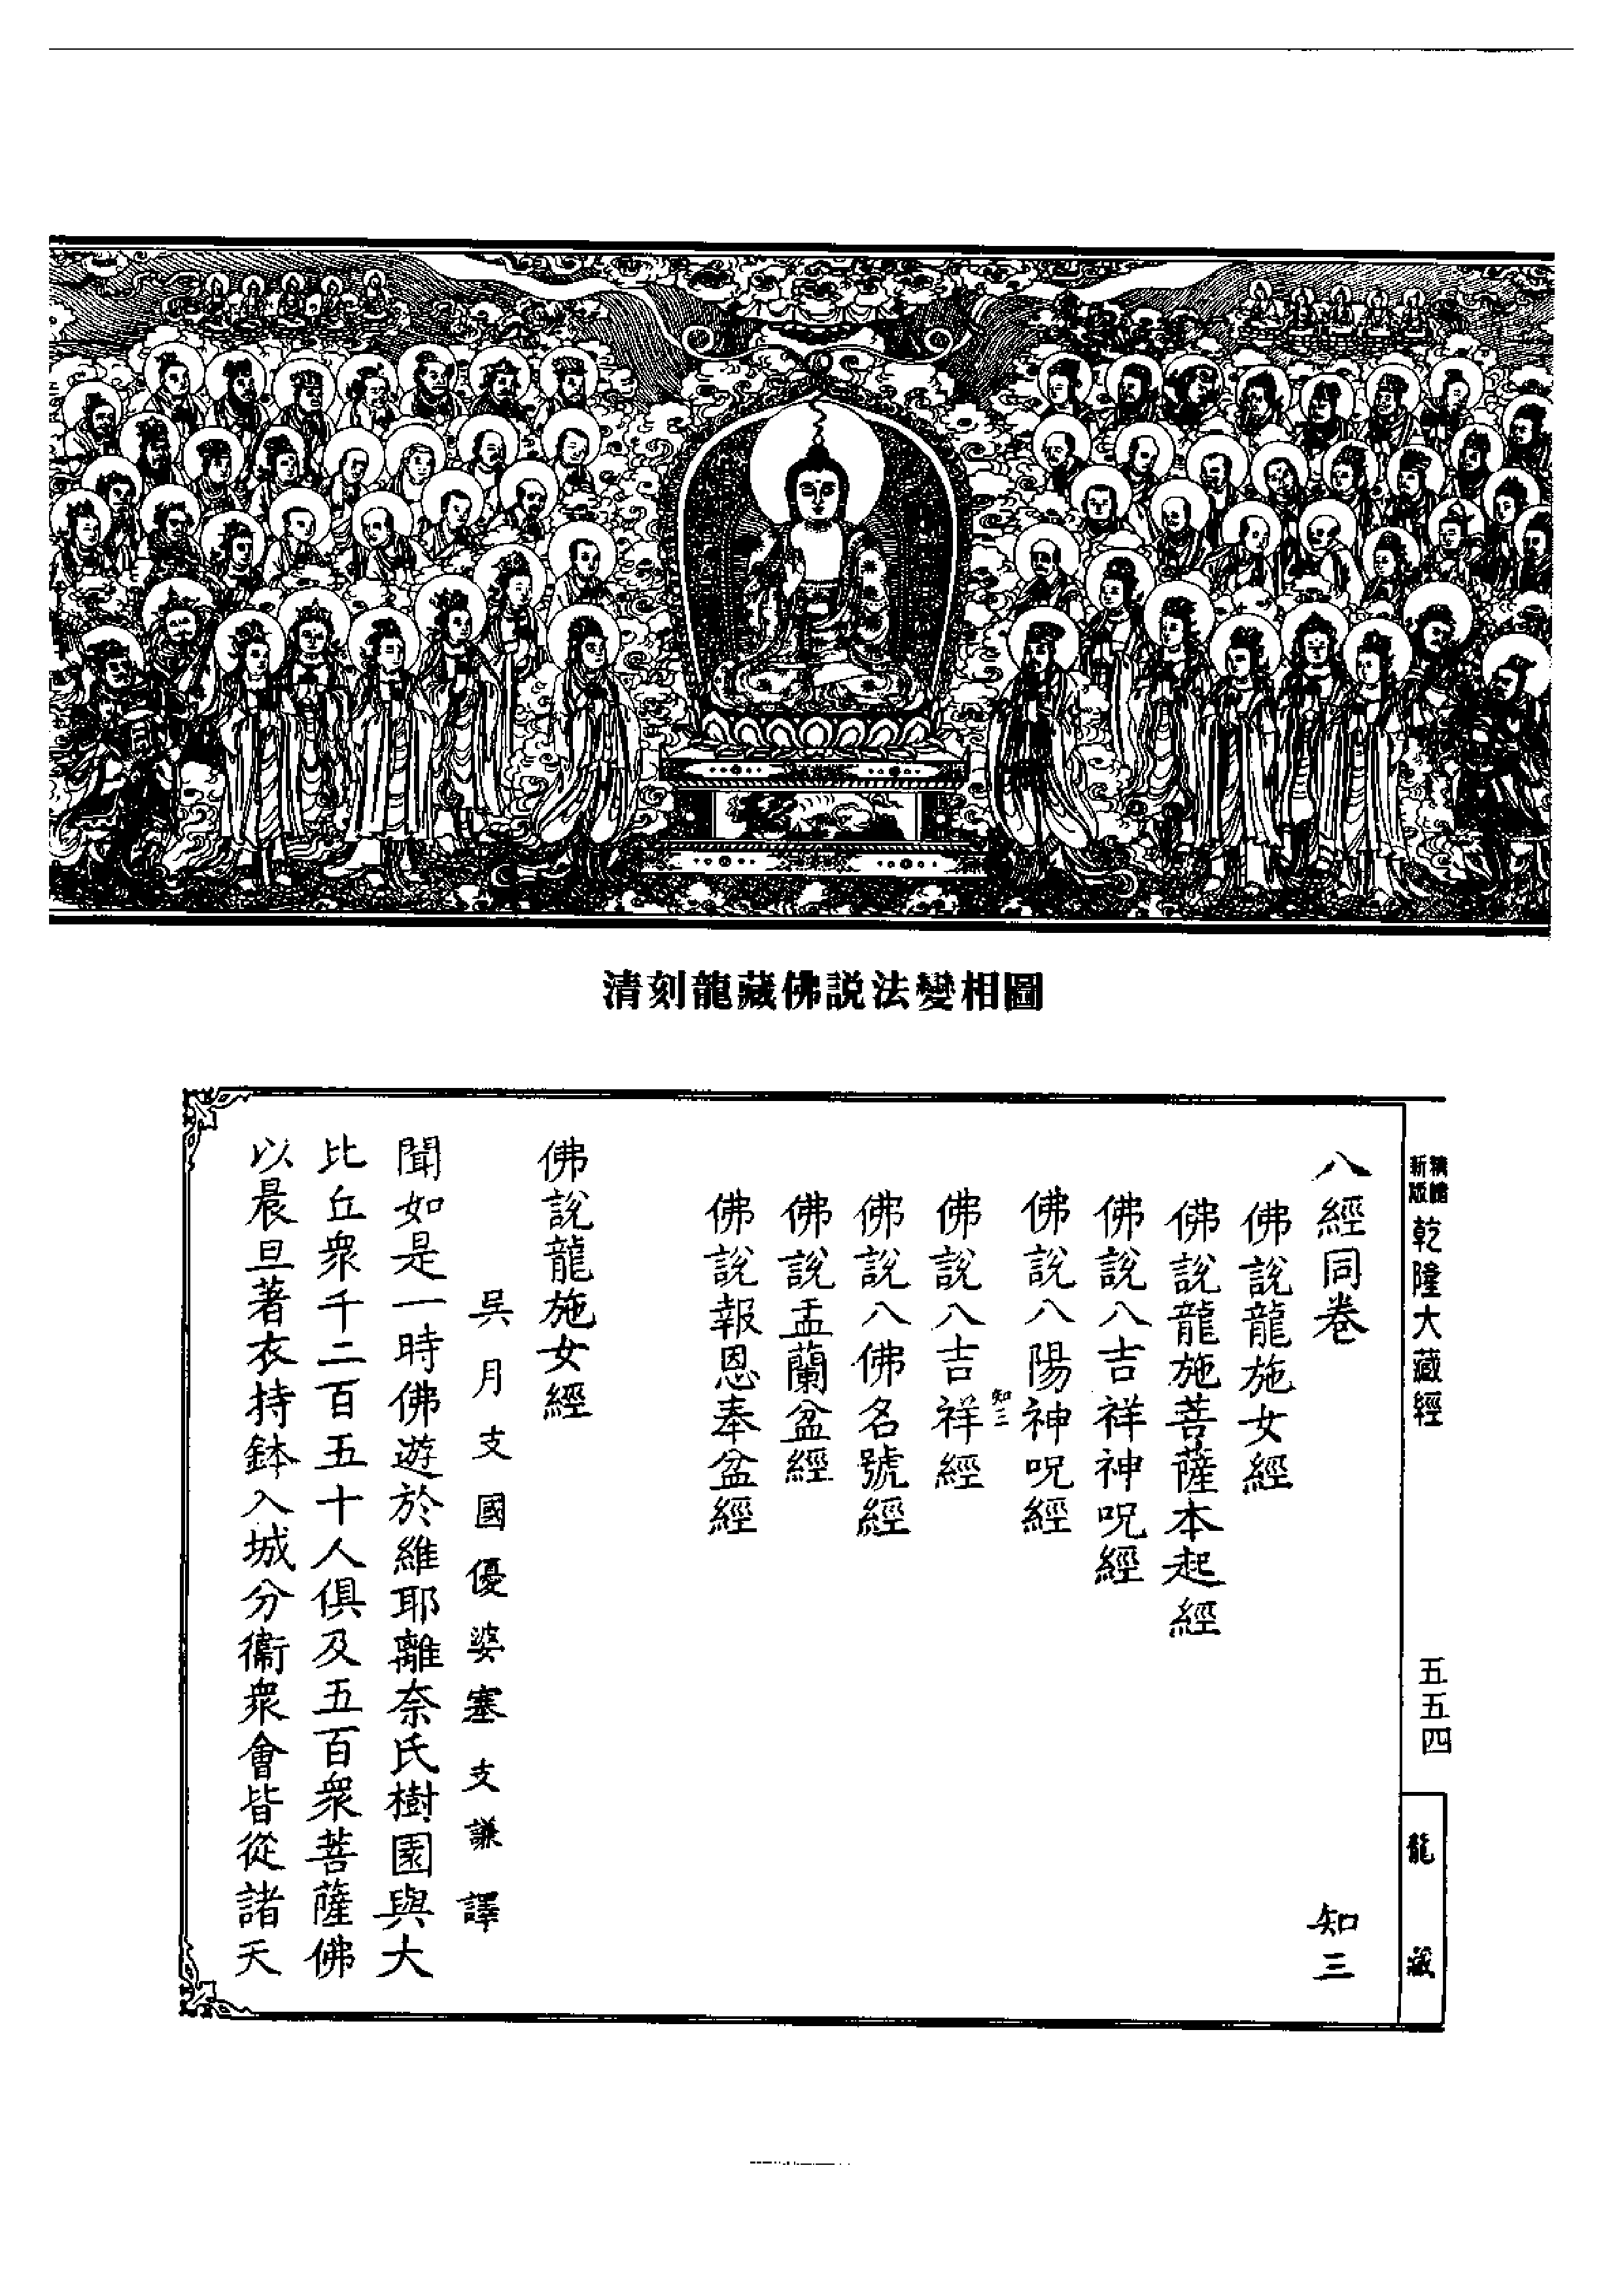 清刻龍藏佛説法變相圖
新版
乾隆大藏經
五五四
龍藏
八經同卷 知三
佛說龍施女經
佛說龍施菩薩本起經
佛說八吉祥神呪經
佛說八陽神呪經
知三
佛說八吉祥經
佛說八佛名號經
佛說盂蘭盆經
佛說報恩奉盆經
佛說龍施女經
吳月支國優婆塞支謙譯
聞如是一時佛遊於維耶離奈氏樹園與大
比丘衆千二百五十人俱及五百衆菩薩佛
以晨旦著衣持鉢入城分衞衆會皆從諸天